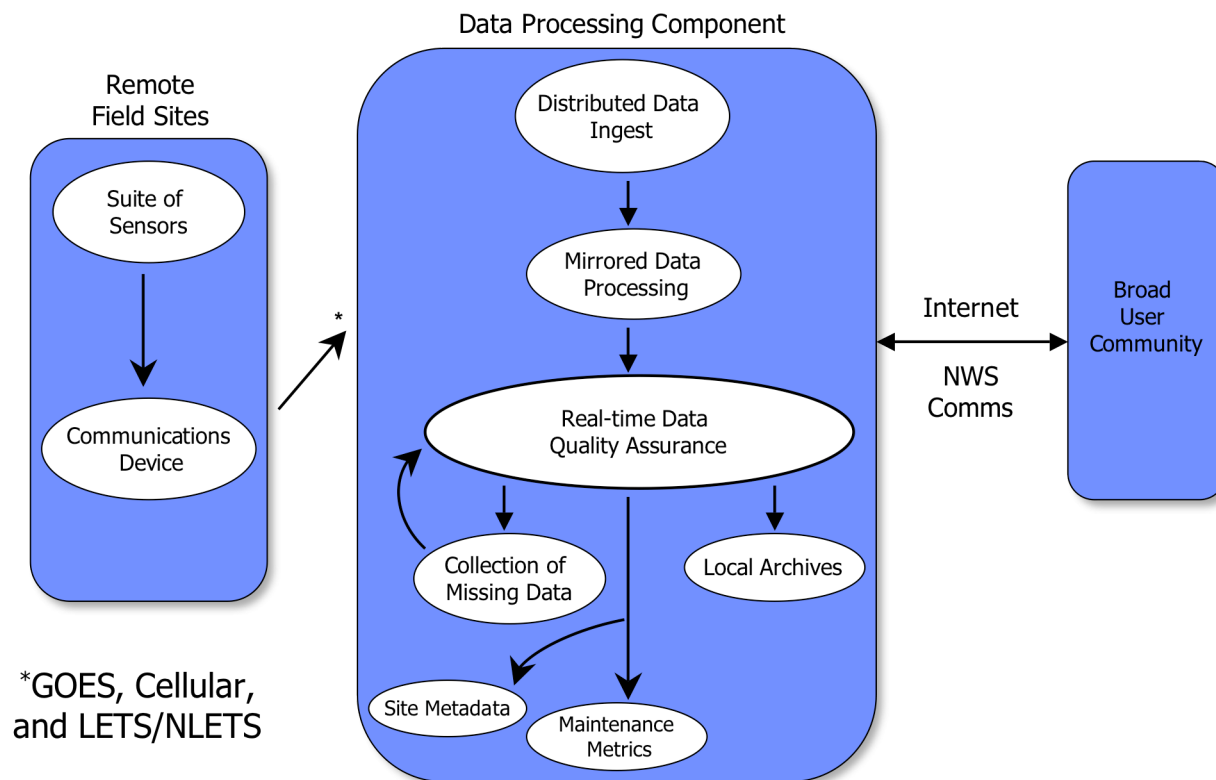 Data Processing Component
Remote
Field Sites
Suite of
Sensors
Communications
Device
*
Distributed Data
Ingest
Mirrored Data
Processing
Real-time Data
Quality Assurance
Collection of
Missing Data
Local Archives
Site Metadata
Maintenance
Metrics
Internet
NWS
Comms
Broad
User
Community
*GOES, Cellular,
and LETS/NLETS